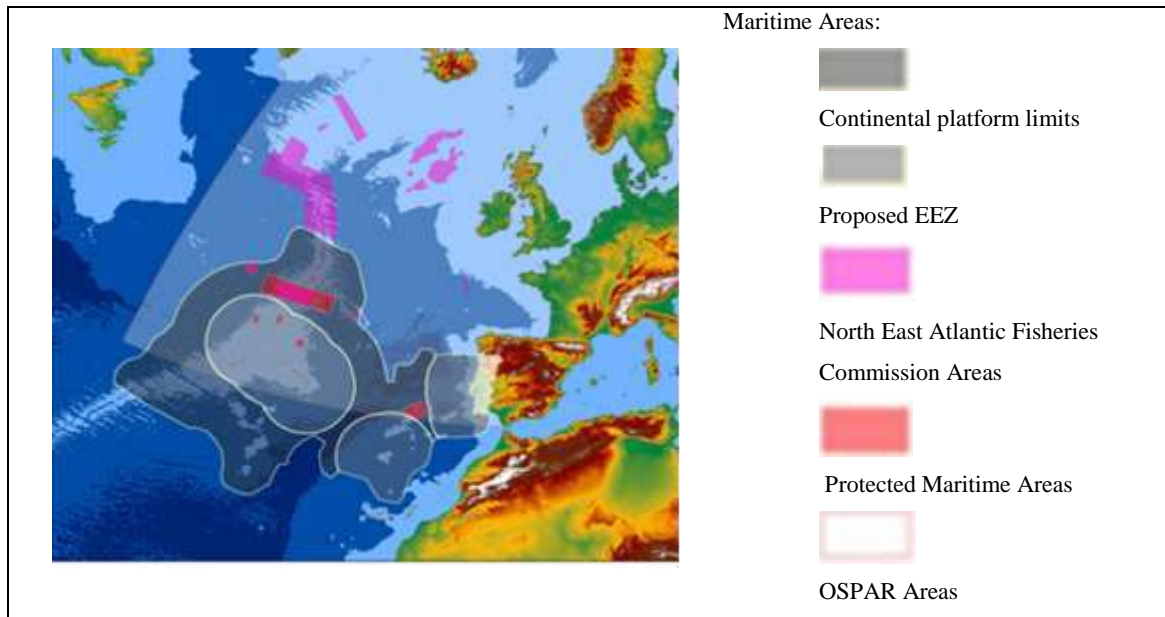 Maritime Areas:
Continental platform limits
Proposed EEZ
North East Atlantic Fisheries
Commission Areas
Protected Maritime Areas
OSPAR Areas